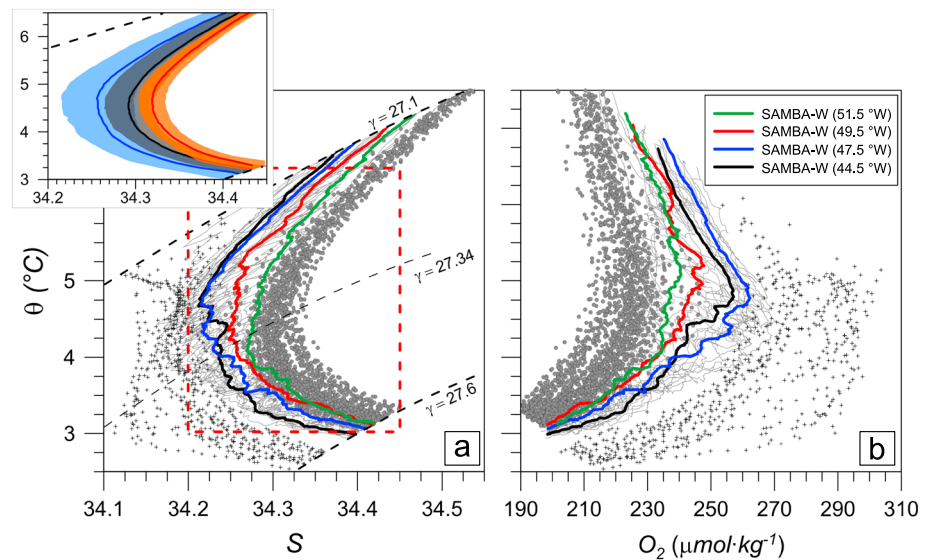 6
5
4
3
34.2
34.3
34.4
γ = 27.1
γ = 27.34
γ = 27.6
5
4
3
θ (°C)
34.1
34.2
34.3
34.4
34.5
S
a
SAMBA-W (51.5 °W)
SAMBA-W (49.5 °W)
SAMBA-W (47.5 °W)
SAMBA-W (44.5 °W)
b
190
210
230
250
270
290
310
O2 (μmol·kg-1)